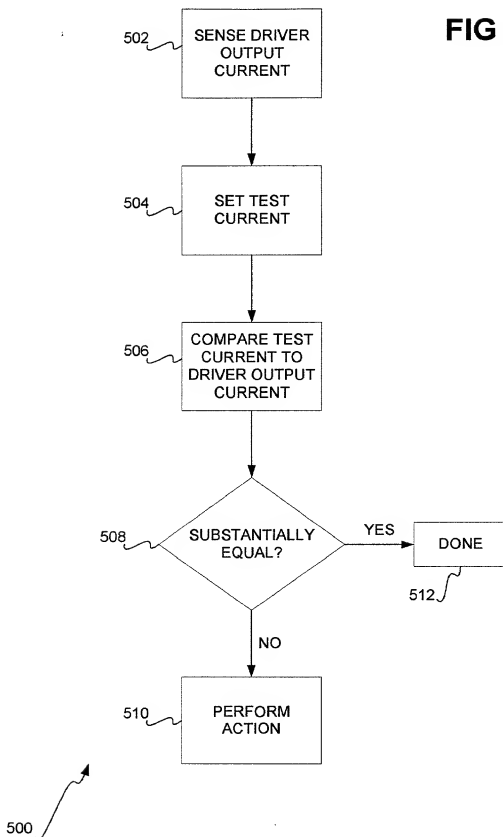 FIG
502
SENSE DRIVER
OUTPUT
CURRENT
504
SET TEST
CURRENT
506
COMPARE TEST
CURRENT TO
DRIVER OUTPUT
CURRENT
508
SUBSTANTIALLY
EQUAL?
YES
DONE
512
NO
510
PERFORM
ACTION
500